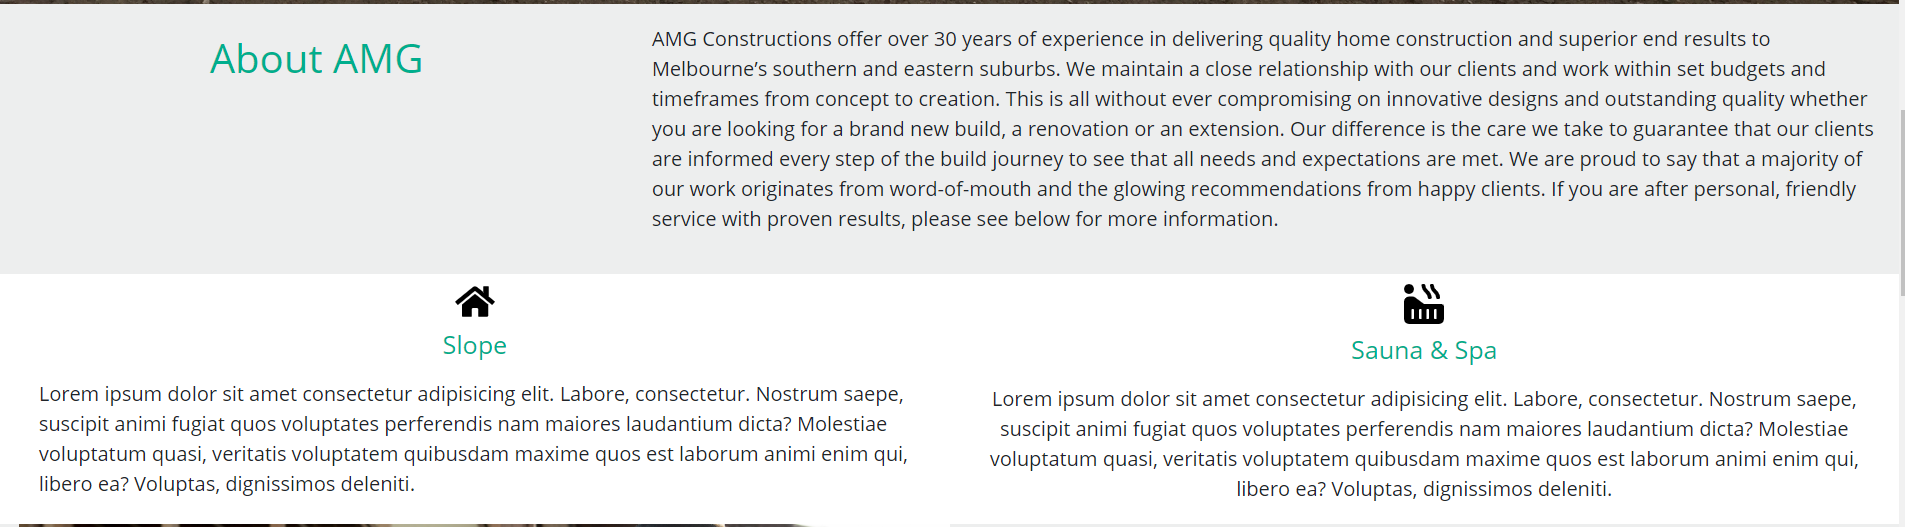 About AMG
AMG Constructions offer over 30 years of experience in delivering quality home construction and superior end results to
Melbourne’s southern and eastern suburbs. We maintain a close relationship with our clients and work within set budgets and
timeframes from concept to creation. This is all without ever compromising on innovative designs and outstanding quality whether
you are looking for a brand new build, a renovation or an extension. Our difference is the care we take to guarantee that our clients
are informed every step of the build journey to see that all needs and expectations are met. We are proud to say that a majority of
our work originates from word-of-mouth and the glowing recommendations from happy clients. If you are after personal, friendly
service with proven results, please see below for more information.
Slope
Lorem ipsum dolor sit amet consectetur adipisicing elit. Labore, consectetur. Nostrum saepe,
suscipit animi fugiat quos voluptates perferendis nam maiores laudantium dicta? Molestiae
voluptatum quasi, veritatis voluptatem quibusdam maxime quos est laborum animi enim qui,
libero ea? Voluptas, dignissimos deleniti.
Sauna & Spa
Lorem ipsum dolor sit amet consectetur adipisicing elit. Labore, consectetur. Nostrum saepe,
suscipit animi fugiat quos voluptates perferendis nam maiores laudantium dicta? Molestiae
voluptatum quasi, veritatis voluptatem quibusdam maxime quos est laborum animi enim qui,
libero ea? Voluptas, dignissimos deleniti.